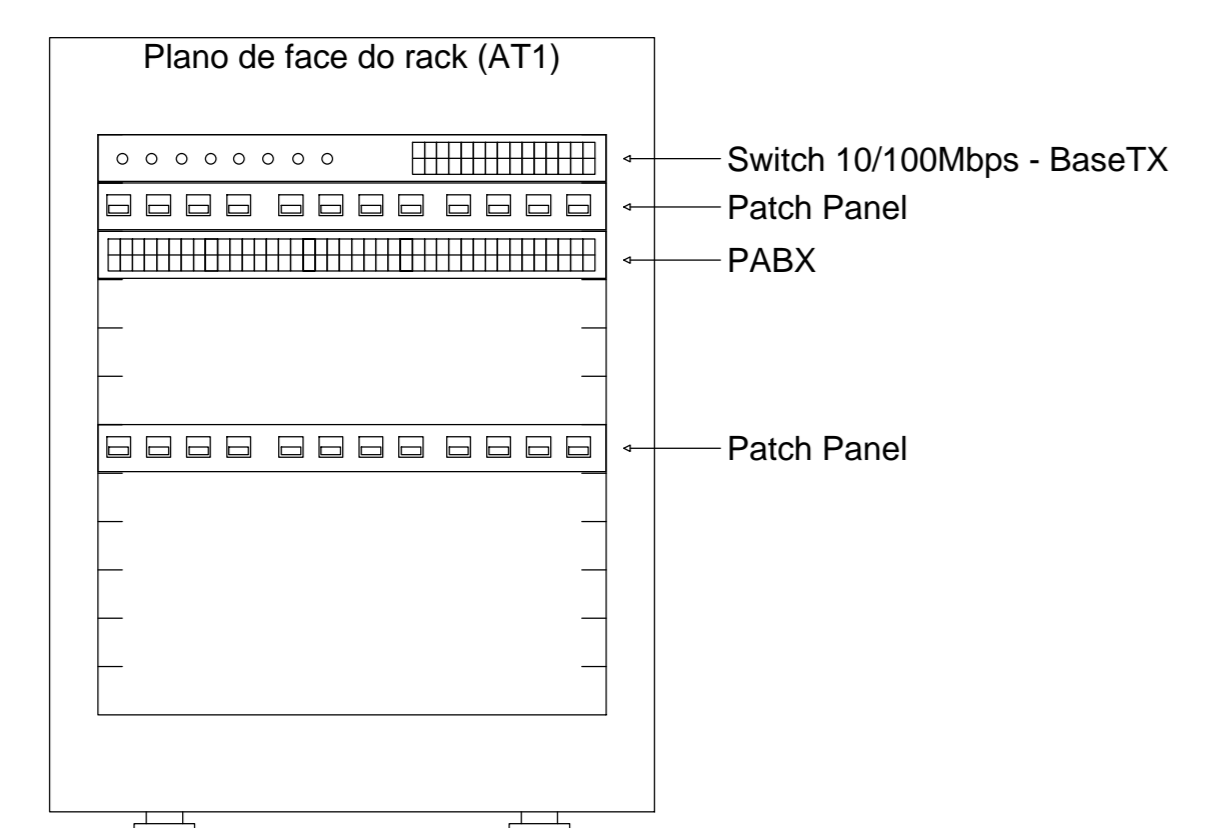 Plano de face do rack (AT1)
Switch 10/100Mbps - BaseTX
Patch Panel
PABX
Patch Panel